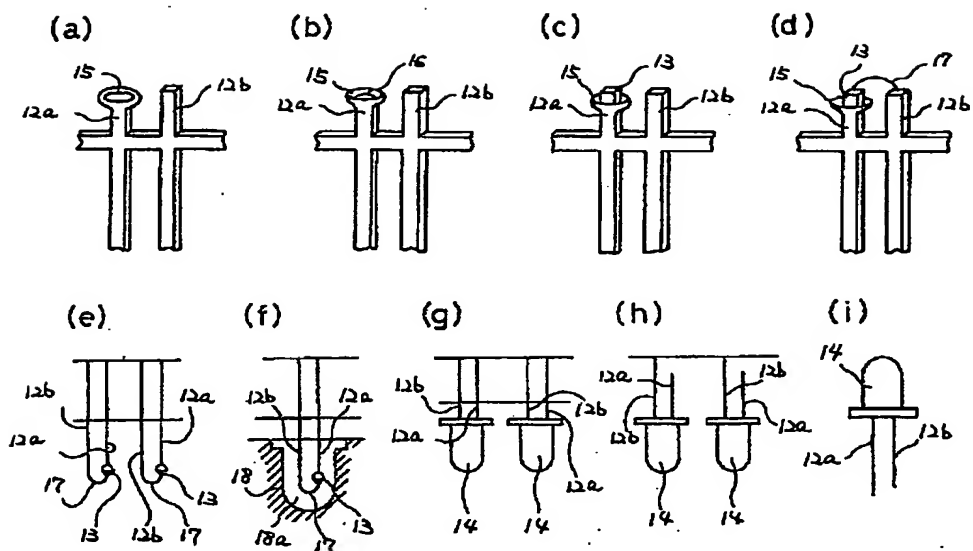 (a) (b) (c) (d)
15 12b 12a
15 16 12a 12b
15 13 12a 12b
13 17 15 12a 12b
(e) (f) (g) (h) (i)
12b 12a 12a 17 13 12b 17 13
12b 12a 18 18a 17 13
12b 12a 12b 12a 14 14
12a 12b 12b 12a 14 14
14 12a 12b